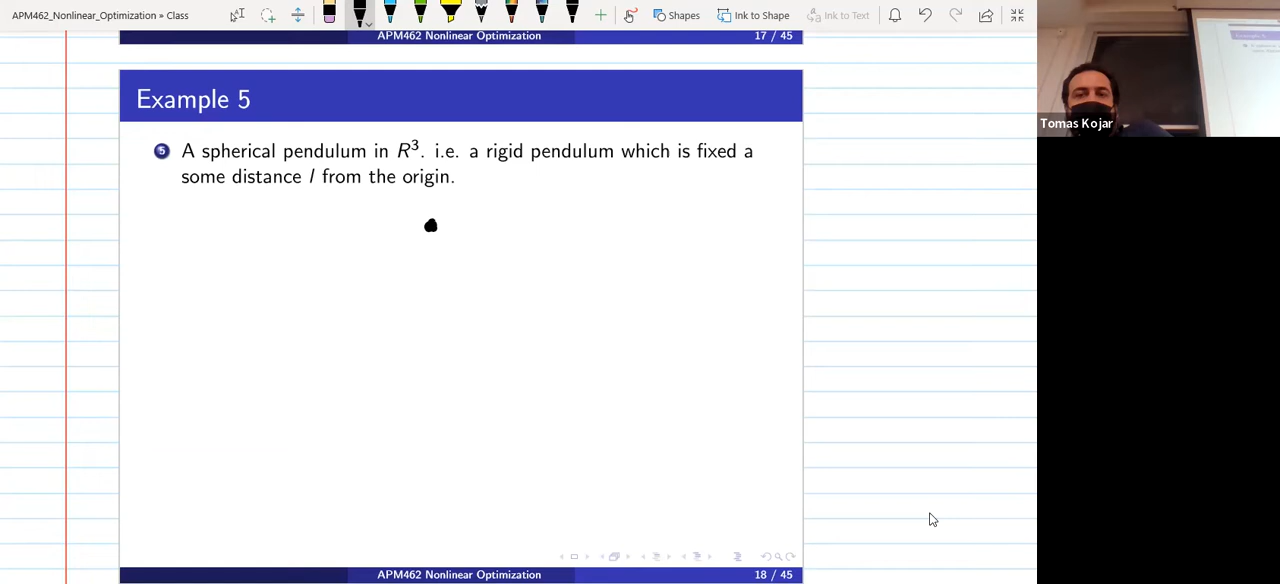 APM462_Nonlinear_Optimization » Class
Shapes
Ink to Shape
Ink to Text
APM462 Nonlinear Optimization 17 / 45
Example 5
5 A spherical pendulum in R³. i.e. a rigid pendulum which is fixed a
some distance l from the origin.
APM462 Nonlinear Optimization 18 / 45
Tomas Kojar